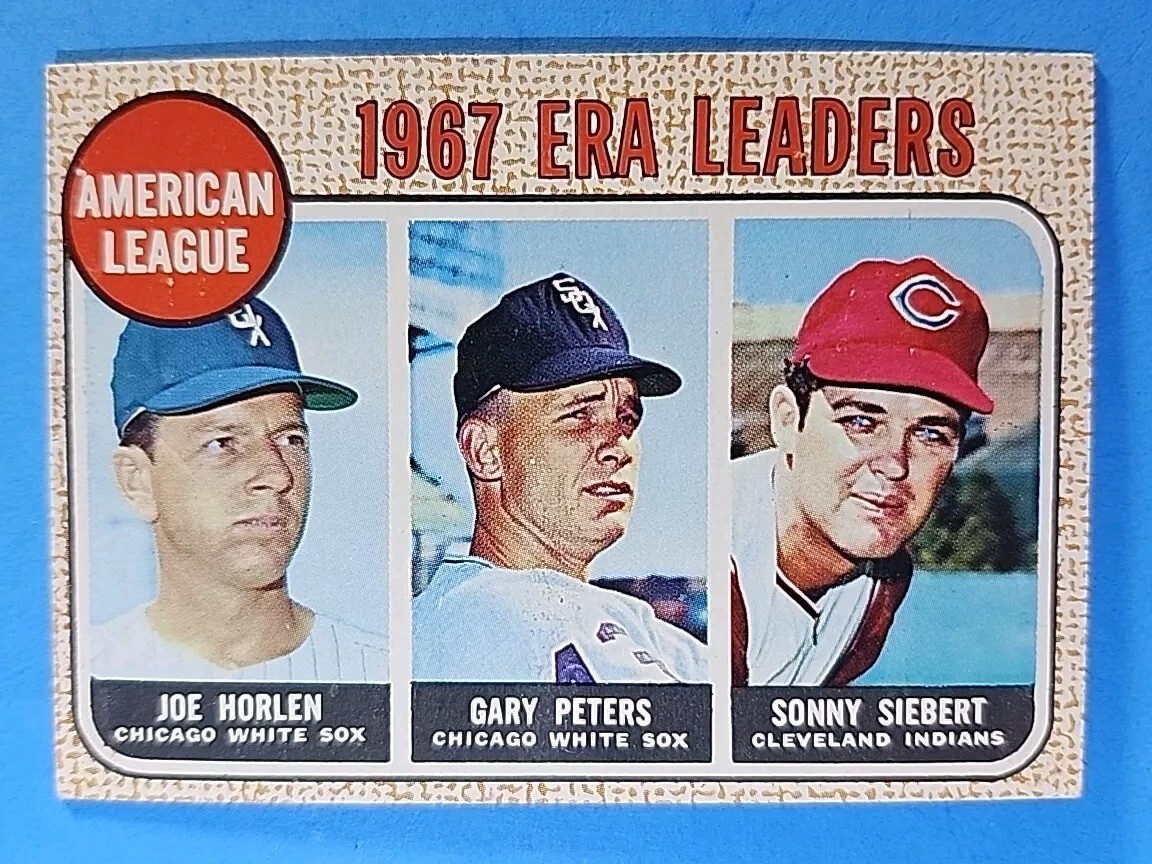 1967 ERA LEADERS
AMERICAN
LEAGUE
SOX
C
JOE HORLEN
CHICAGO WHITE SOX
GARY PETERS
CHICAGO WHITE SOX
SONNY SIEBERT
CLEVELAND INDIANS